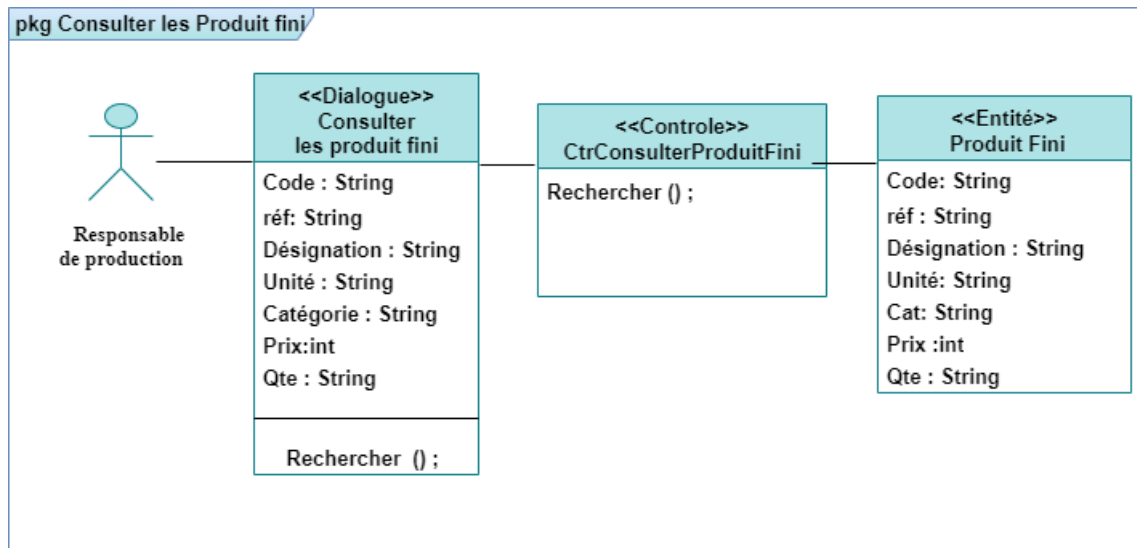 pkg Consulter les Produit fini
Responsable
de production
<<Dialogue>>
Consulter
les produit fini
Code : String
réf: String
Désignation : String
Unité : String
Catégorie : String
Prix:int
Qte : String
Rechercher () ;
<<Controle>>
CtrConsulterProduitFini
Rechercher () ;
<<Entité>>
Produit Fini
Code: String
réf : String
Désignation : String
Unité: String
Cat: String
Prix :int
Qte : String